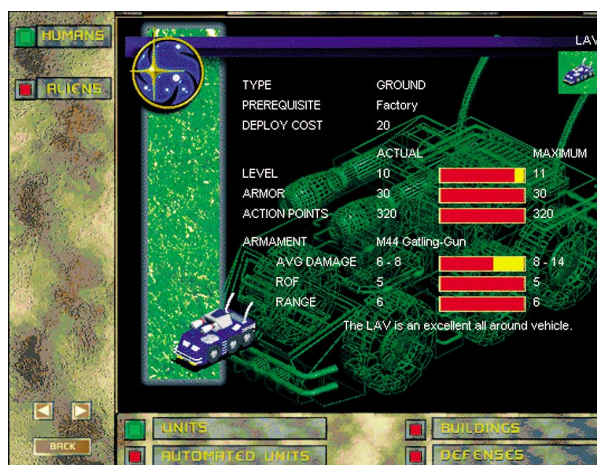 HUMANS
LAV
ALIENS
TYPE GROUND
PREREQUISITE Factory
DEPLOY COST 20
ACTUAL MAXIMUM
LEVEL 10 11
ARMOR 30 30
ACTION POINTS 320 320
ARMAMENT M44 Gatling-Gun
AVG DAMAGE 6 - 8 8 - 14
ROF 5 5
RANGE 6 6
The LAV is an excellent all around vehicle.
UNITS BUILDINGS
BACK
AUTOMATED UNITS DEFENSES